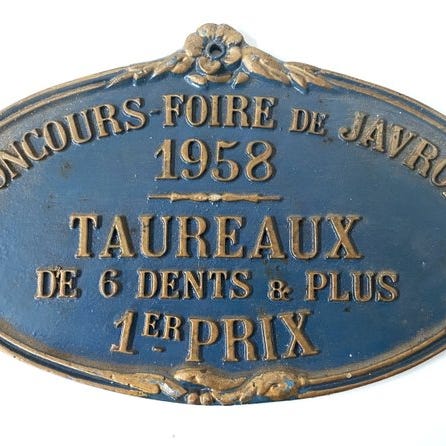 ONCOURS-FOIRE DE JAVRO
1958
TAUREAUX
DE 6 DENTS & PLUS
1ER PRIX